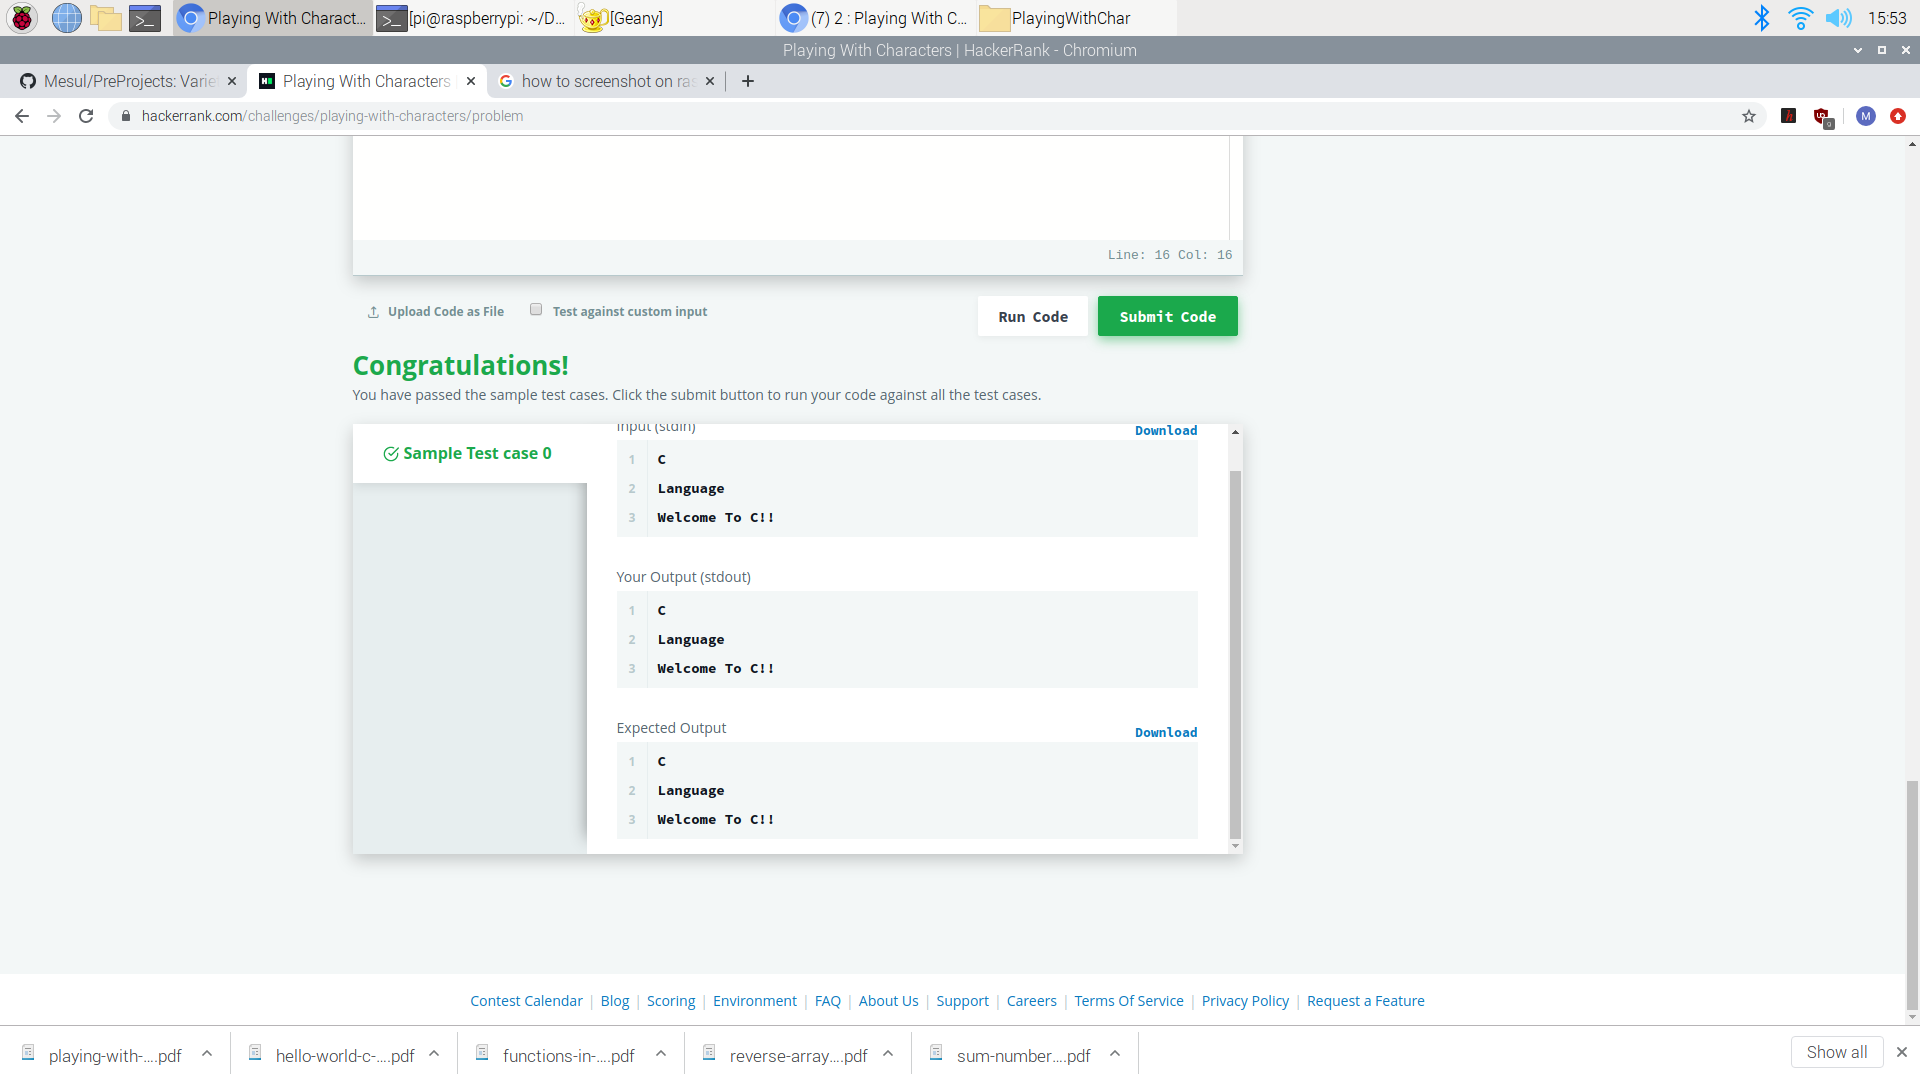 Playing With Charact... [pi@raspberrypi: ~/D... [Geany] (7) 2 : Playing With C... PlayingWithChar 15:53
Playing With Characters | HackerRank - Chromium
Mesul/PreProjects: Varie Playing With Characters how to screenshot on ras
hackerrank.com/challenges/playing-with-characters/problem M
Line: 16 Col: 16
Upload Code as File Test against custom input Run Code Submit Code
Congratulations!
You have passed the sample test cases. Click the submit button to run your code against all the test cases.
Sample Test case 0
Input (stdin) Download
1 C
2 Language
3 Welcome To C!!
Your Output (stdout)
1 C
2 Language
3 Welcome To C!!
Expected Output Download
1 C
2 Language
3 Welcome To C!!
Contest Calendar | Blog | Scoring | Environment | FAQ | About Us | Support | Careers | Terms Of Service | Privacy Policy | Request a Feature
playing-with-....pdf hello-world-c-....pdf functions-in-....pdf reverse-array....pdf sum-number....pdf Show all